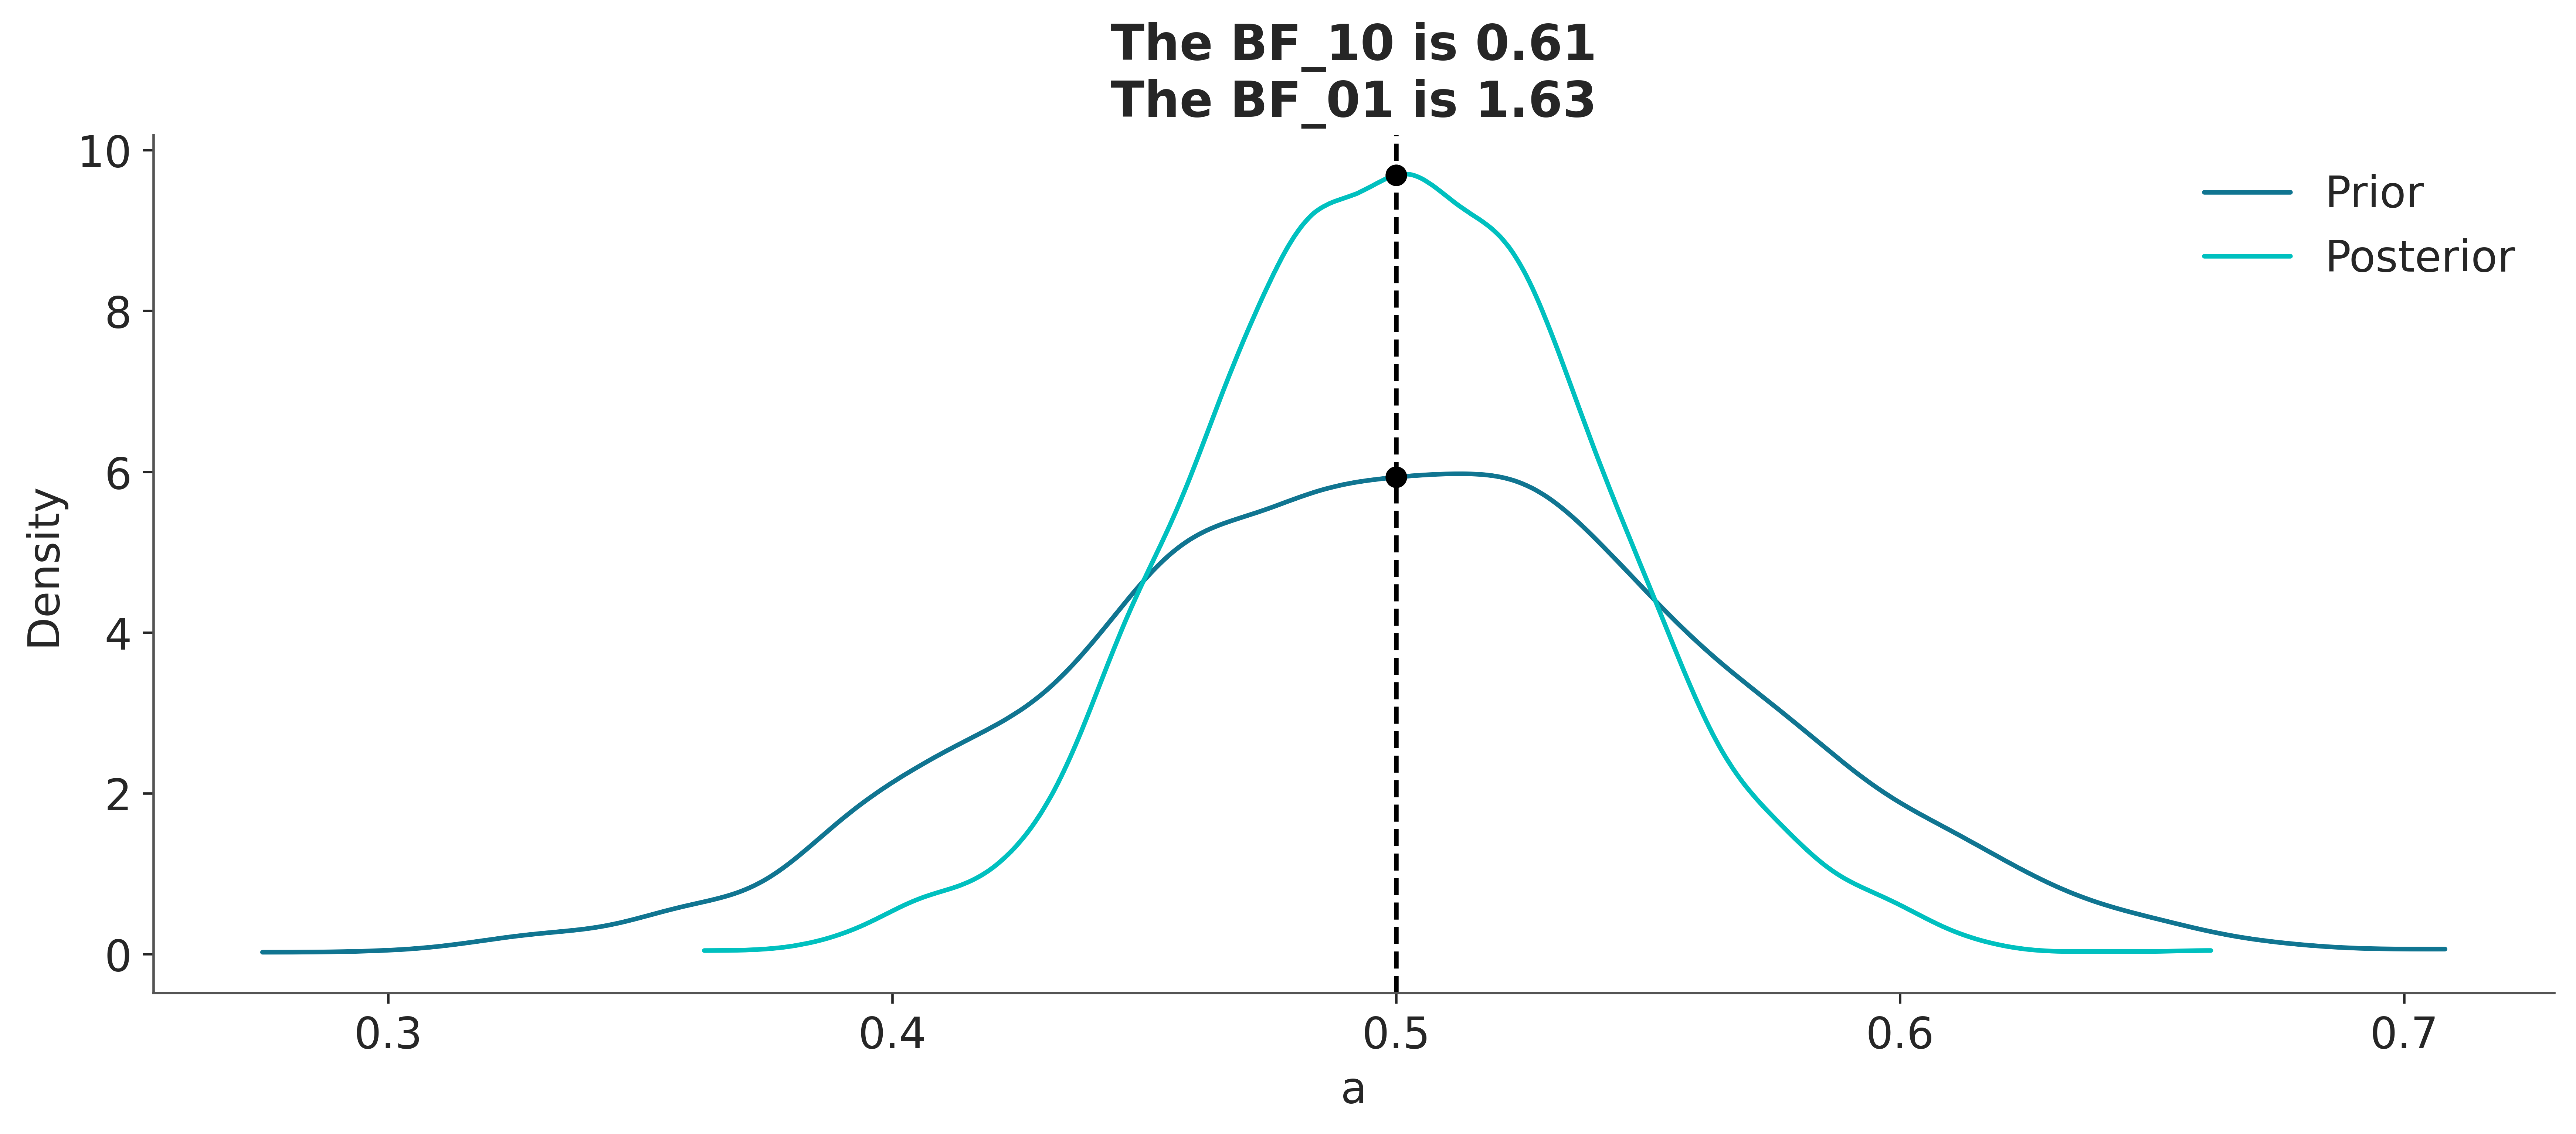 The BF_10 is 0.61
The BF_01 is 1.63
10
8
6
4
2
0
Density
Prior
Posterior
0.3
0.4
0.5
0.6
0.7
a